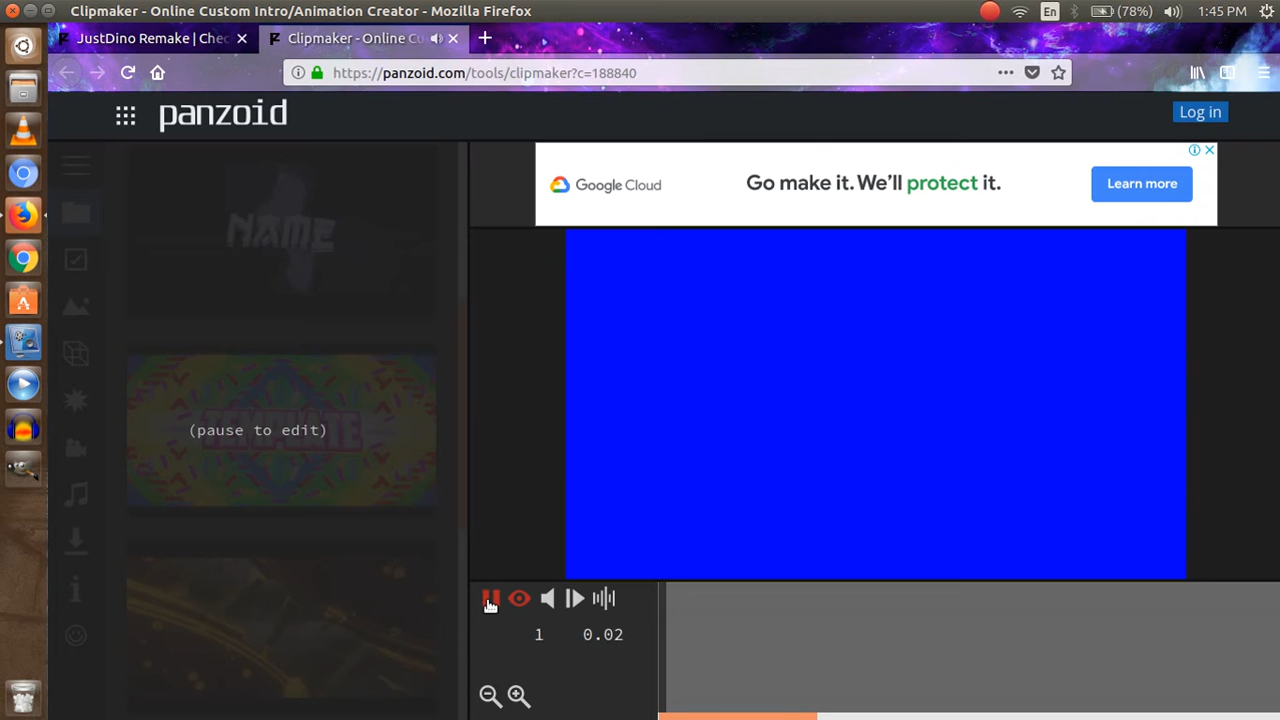 Clipmaker - Online Custom Intro/Animation Creator - Mozilla Firefox
En
(78%)
1:45 PM
JustDino Remake | Chec
Clipmaker - Online Cu
https://panzoid.com/tools/clipmaker?c=188840
panzoid
Log in
Google Cloud
Go make it. We'll protect it.
Learn more
NAME
TEMPLATE
(pause to edit)
1 0.02